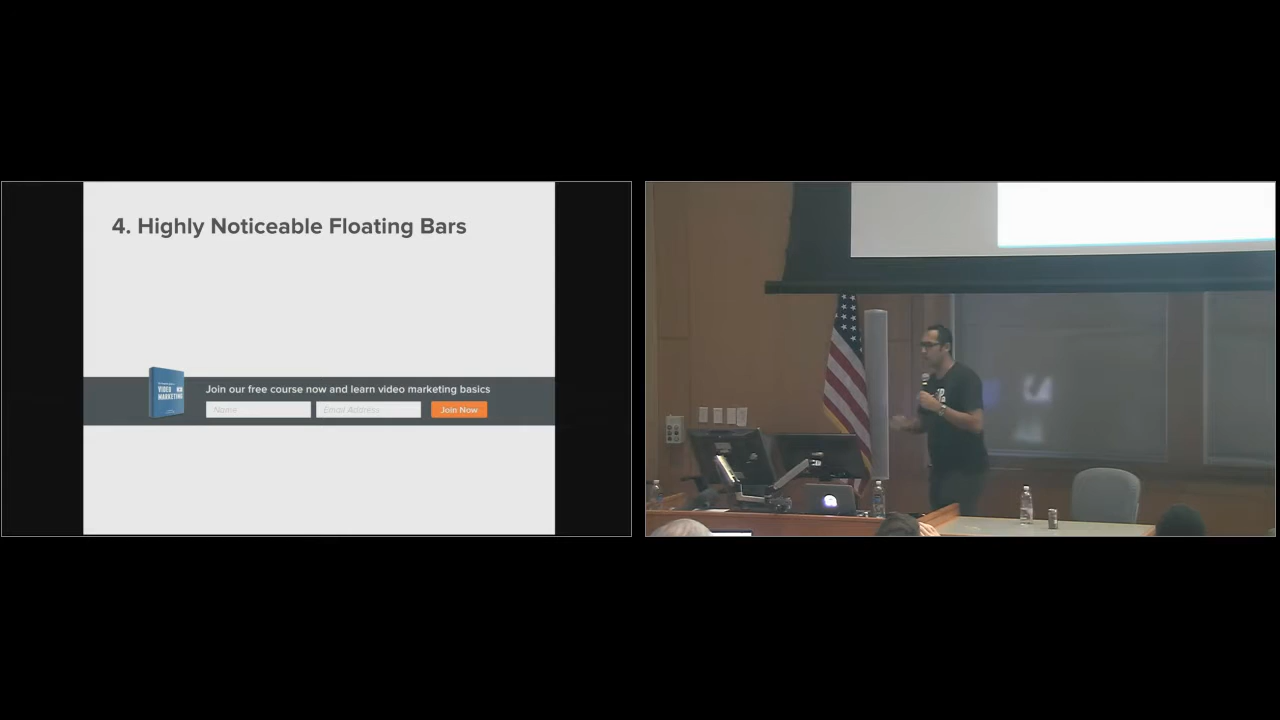 4. Highly Noticeable Floating Bars
VIDEO
MARKETING
Join our free course now and learn video marketing basics
Name
Email Address
Join Now